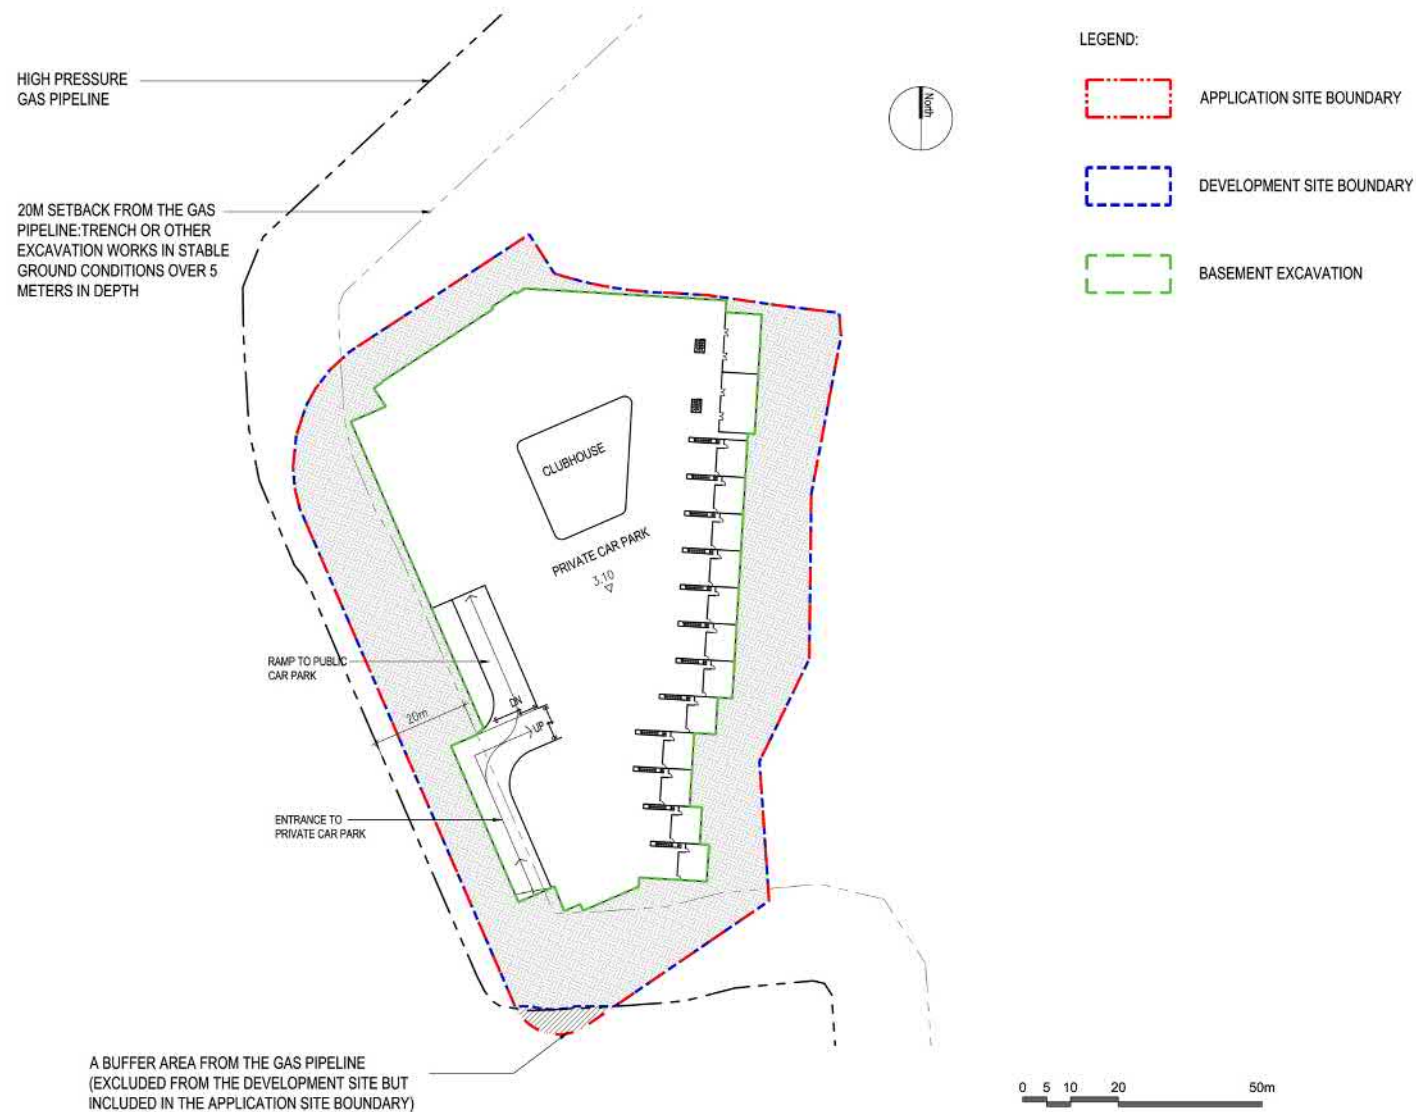 HIGH PRESSURE
GAS PIPELINE
20M SETBACK FROM THE GAS
PIPELINE:TRENCH OR OTHER
EXCAVATION WORKS IN STABLE
GROUND CONDITIONS OVER 5
METERS IN DEPTH
North
LEGEND:
APPLICATION SITE BOUNDARY
DEVELOPMENT SITE BOUNDARY
BASEMENT EXCAVATION
CLUBHOUSE
PRIVATE CAR PARK
3.10
RAMP TO PUBLIC
CAR PARK
DN
UP
20m
ENTRANCE TO
PRIVATE CAR PARK
A BUFFER AREA FROM THE GAS PIPELINE
(EXCLUDED FROM THE DEVELOPMENT SITE BUT
INCLUDED IN THE APPLICATION SITE BOUNDARY)
0 5 10 20 50m